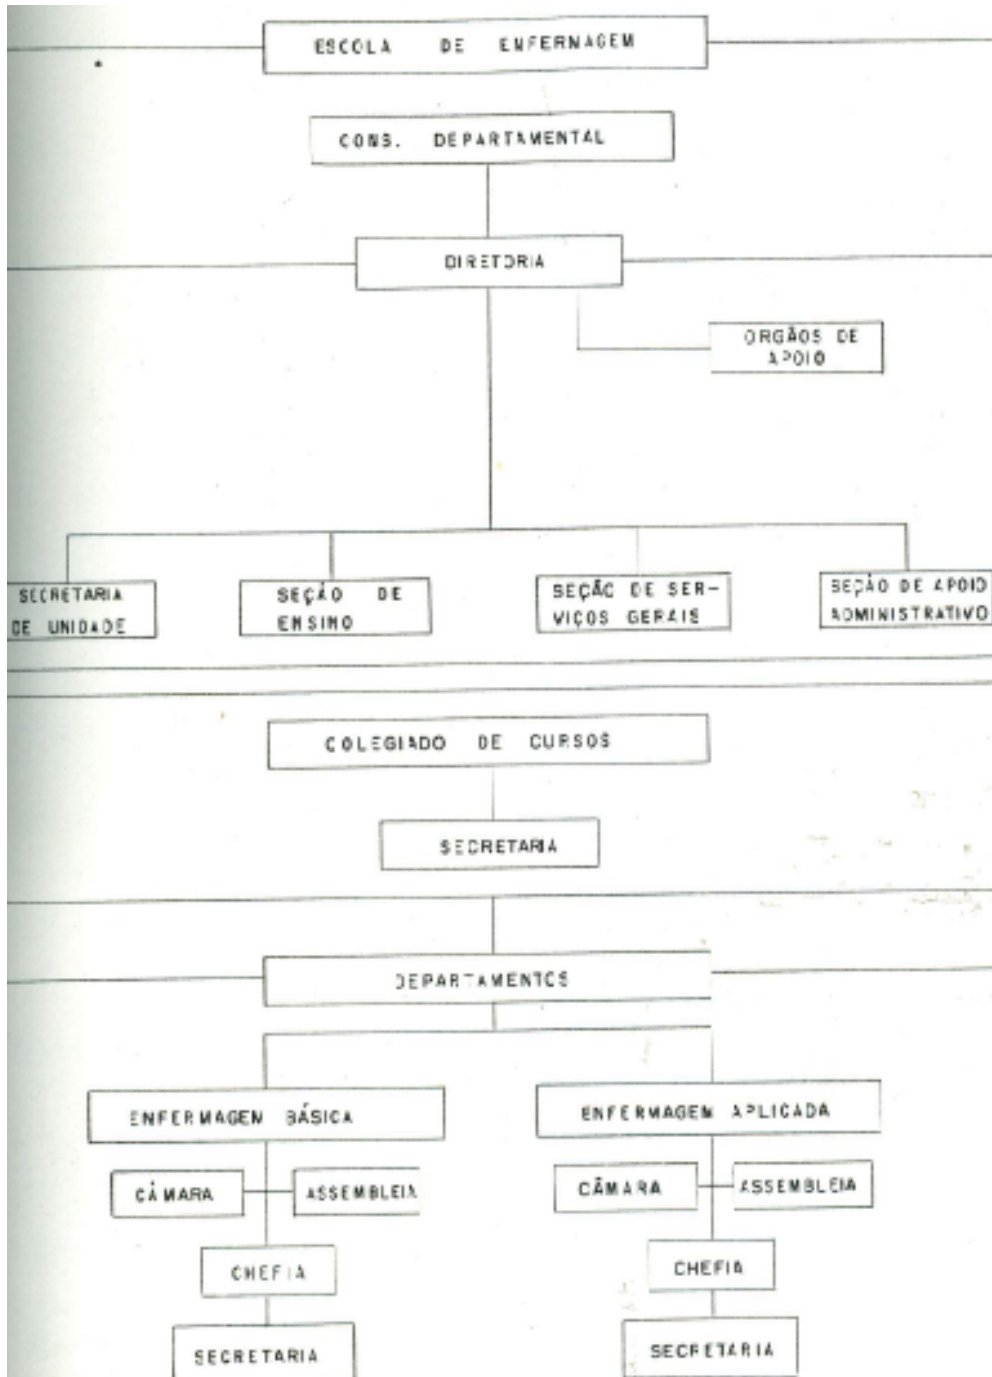 ESCOLA DE ENFERNAGEM
CONS. DEPARTAMENTAL
DIRETORIA
ORGÃOS DE
APOIO
SECRETARIA
DE UNIDADE
SEÇÃO DE
ENSINO
SEÇÃO DE SER-
VIÇOS GERAIS
SEÇÃO DE APOIO
ADMINISTRATIVO
COLEGIADO DE CURSOS
SECRETARIA
DEPARTAMENTOS
ENFERMAGEM BÁSICA
ENFERMAGEM APLICADA
CÂMARA
ASSEMBLEIA
CÂMARA
ASSEMBLEIA
CHEFIA
CHEFIA
SECRETARIA
SECRETARIA